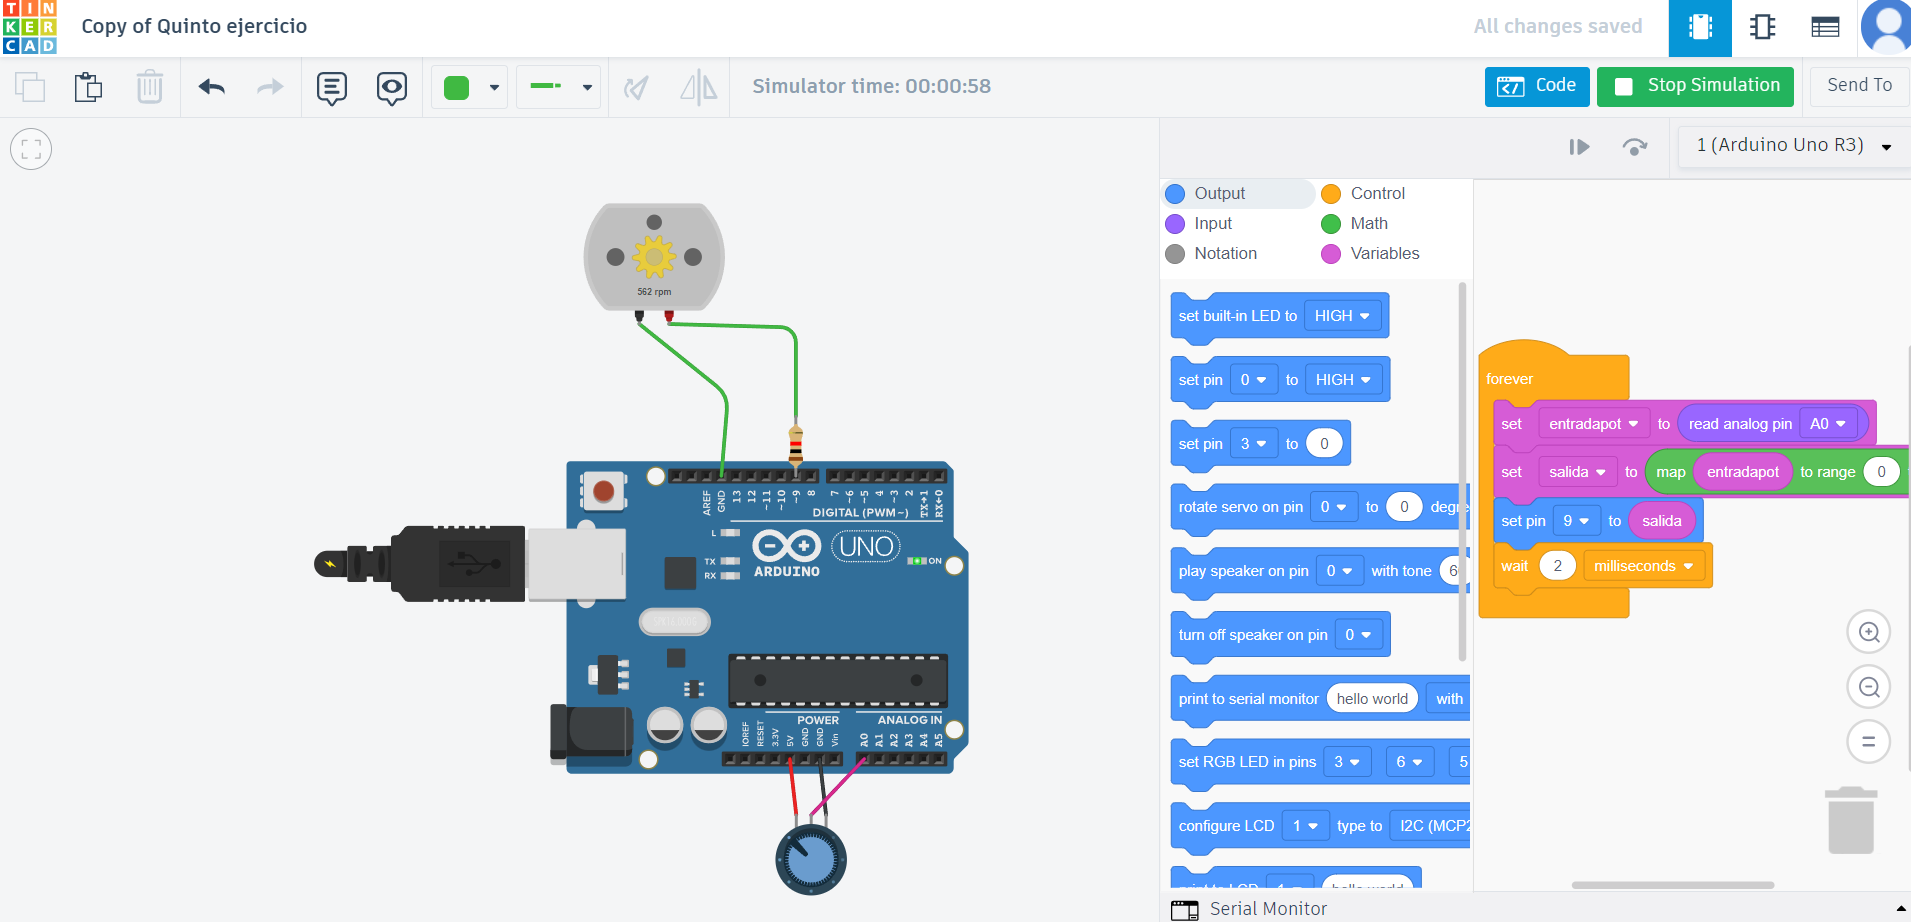 TIN
KER
CAD
Copy of Quinto ejercicio
All changes saved
Simulator time: 00:00:58
Code
Stop Simulation
Send To
1 (Arduino Uno R3)
Output
Control
Input
Math
Notation
Variables
562 rpm
set built-in LED to HIGH
set pin 0 to HIGH
set pin 3 to 0
rotate servo on pin 0 to 0 degre
play speaker on pin 0 with tone 6
turn off speaker on pin 0
print to serial monitor hello world with
set RGB LED in pins 3 6 5
configure LCD 1 type to I2C (MCP2
print to LCD 1 hello world
forever
set entradapot to read analog pin A0
set salida to map entradapot to range 0
set pin 9 to salida
wait 2 milliseconds
AREF
GND
13
12
~11
~10
~9
8
7
~6
~5
4
~3
2
TX→1
RX←0
DIGITAL (PWM~)
L
TX
RX
ARDUINO
UNO
ON
POWER
ANALOG IN
IOREF
RESET
3.3V
5V
GND
GND
Vin
A0
A1
A2
A3
A4
A5
Serial Monitor